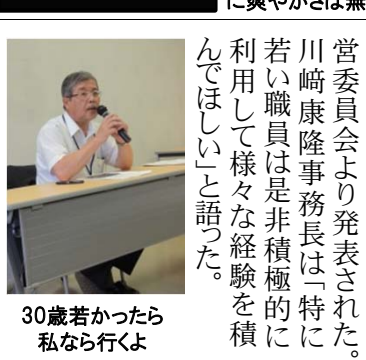 に爽やかさは無
営委員会より発表された。
川﨑康隆事務長は「特に
若い職員は是非積極的に
利用して様々な経験を積
んでほしい」と語った。
30歳若かったら
私なら行くよ